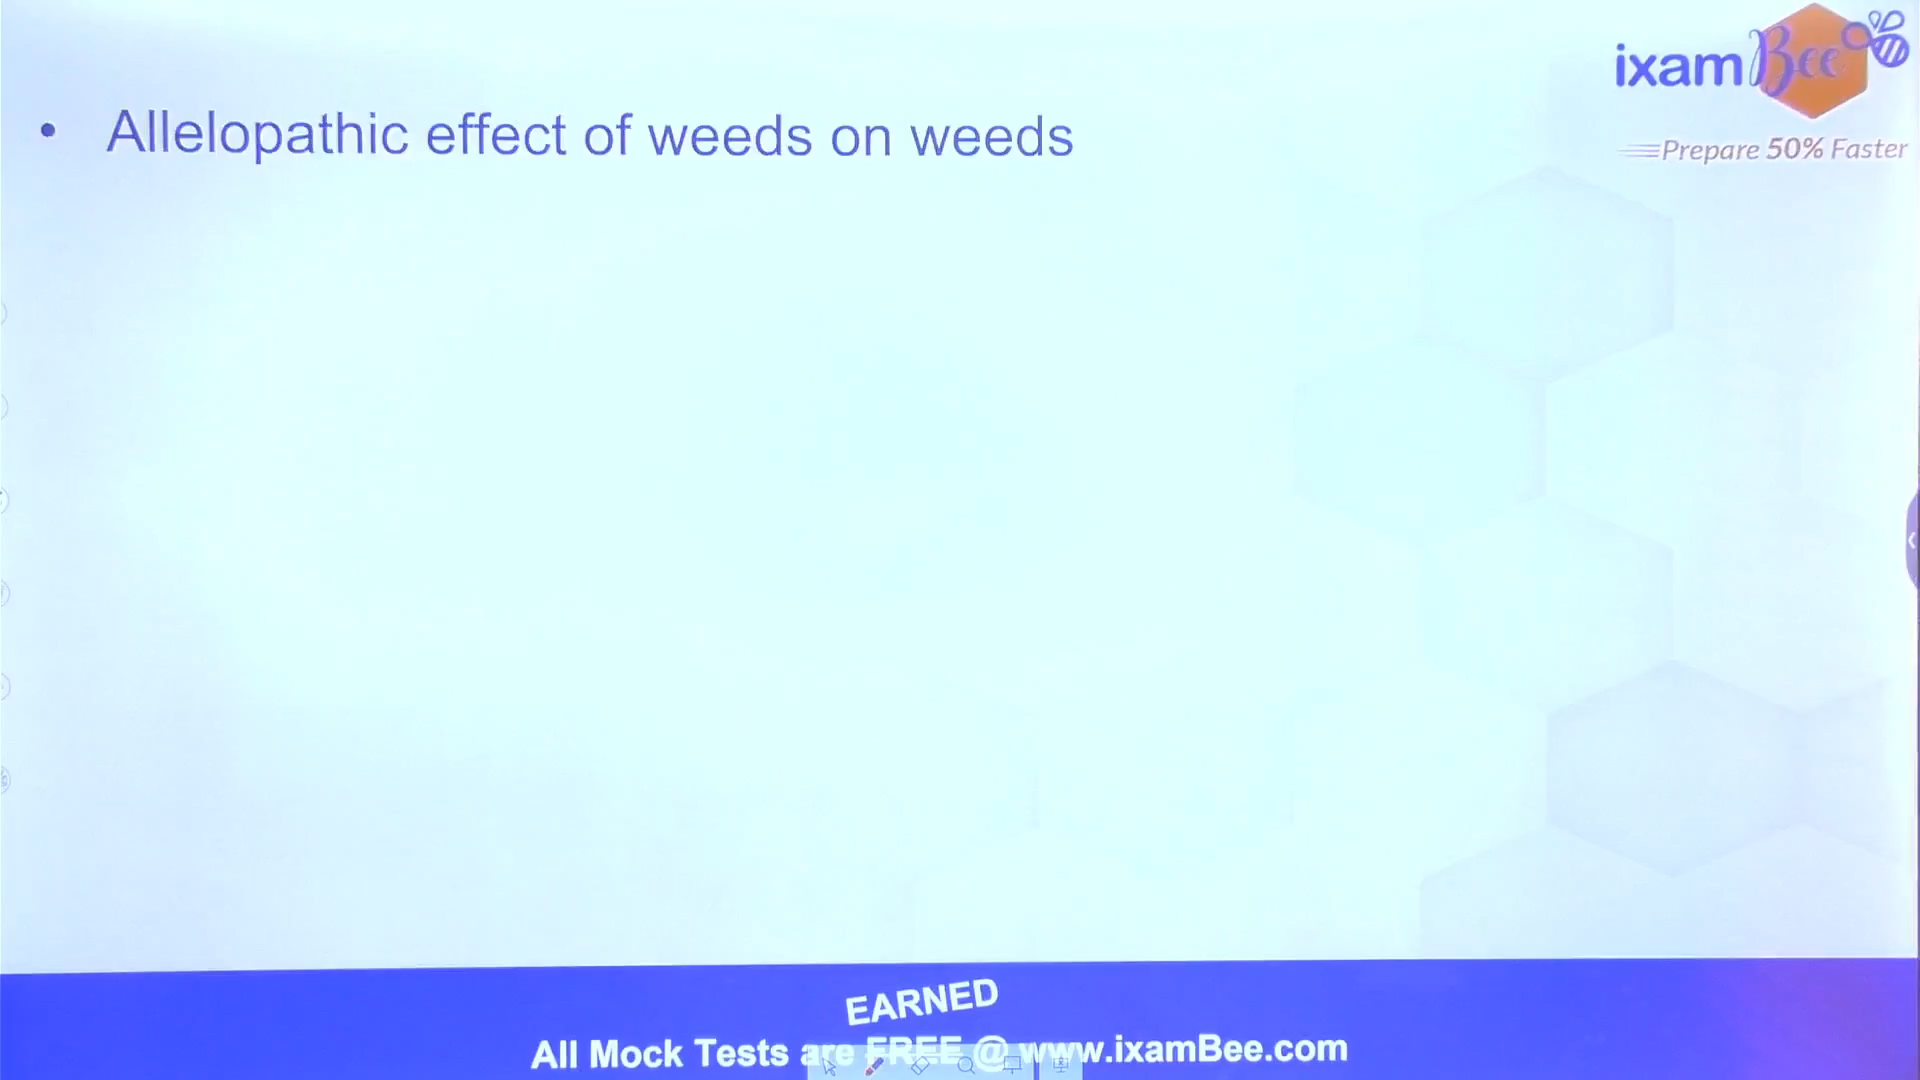 ixamBee
Prepare 50% Faster
• Allelopathic effect of weeds on weeds
EARNED
All Mock Tests are FREE @ www.ixamBee.com